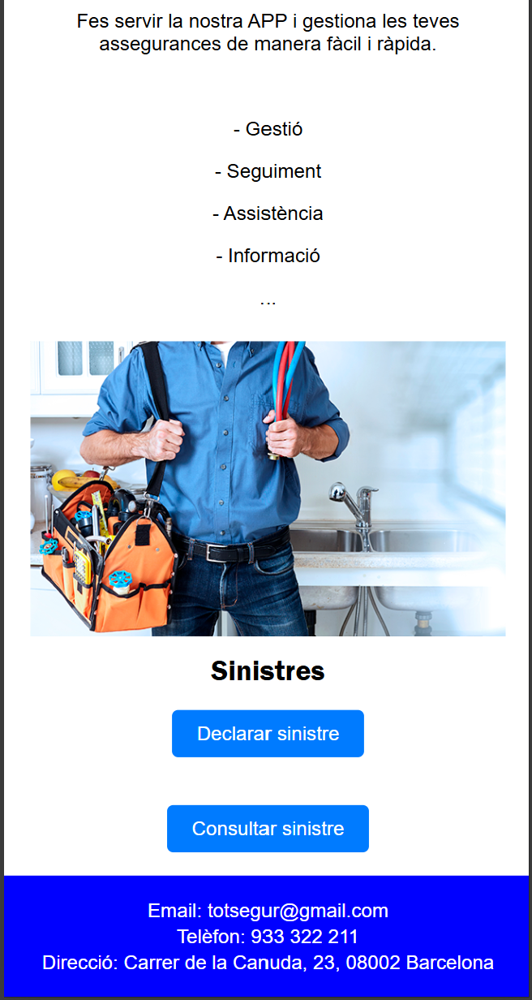 Fes servir la nostra APP i gestiona les teves
assegurances de manera fàcil i ràpida.
- Gestió
- Seguiment
- Assistència
- Informació
...
Sinistres
Declarar sinistre
Consultar sinistre
Email: totsegur@gmail.com
Telèfon: 933 322 211
Direcció: Carrer de la Canuda, 23, 08002 Barcelona